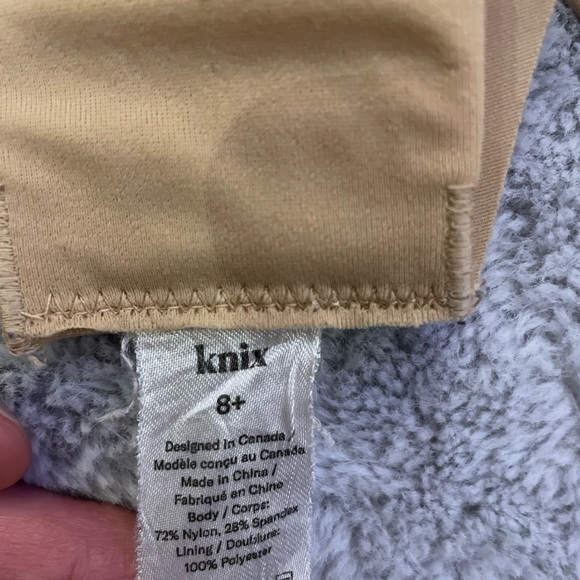 knix
8+
Designed in Canada /
Modèle conçu au Canada
Made in China /
Fabriqué en Chine
Body / Corps:
72% Nylon, 28% Spandex
Lining / Doublure:
100% Polyester